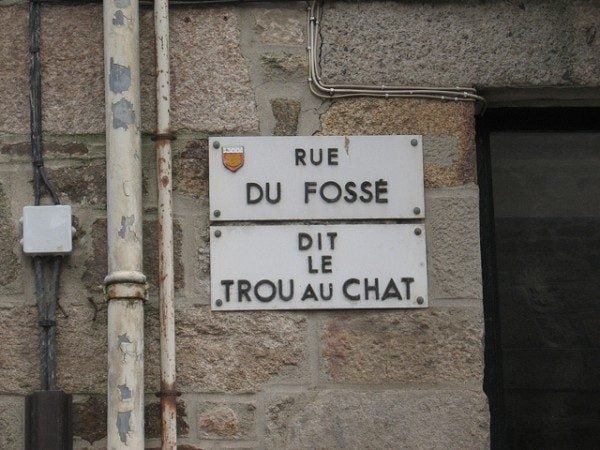 RUE
DU FOSSÉ
DIT
LE
TROU AU CHAT